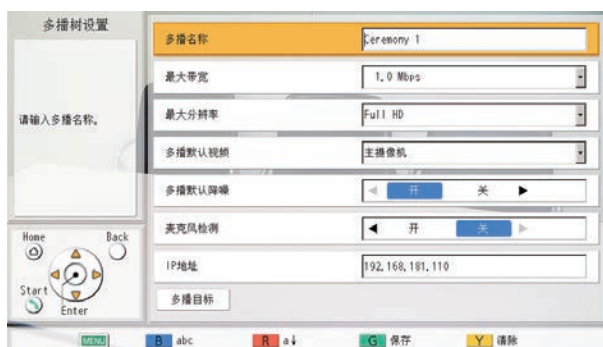 多播树设置
请输入多播名称。
Home
Back
Start
Enter
多播名称 Ceremony 1
最大带宽 1.0 Mbps
最大分辨率 Full HD
多播默认视频 主摄像机
多播默认降噪 开 关
麦克风检测 开 关
IP地址 192.168.181.110
多播目标
MENU B abc R a↓ G 保存 Y 清除